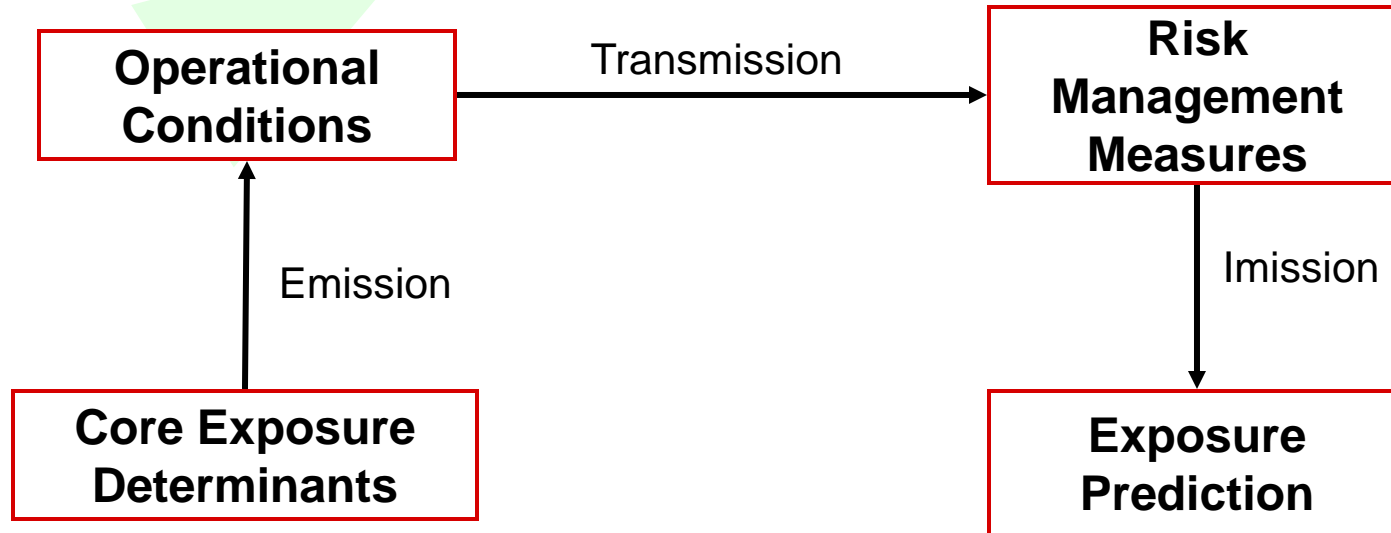 Operational
Conditions
Transmission
Risk
Management
Measures
Emission
Imission
Core Exposure
Determinants
Exposure
Prediction